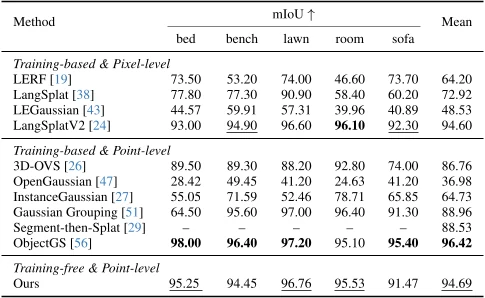 Method mIoU ↑ Mean
bed bench lawn room sofa
Training-based & Pixel-level
LERF [19] 73.50 53.20 74.00 46.60 73.70 64.20
LangSplat [38] 77.80 77.30 90.90 58.40 60.20 72.92
LEGaussian [43] 44.57 59.91 57.31 39.96 40.89 48.53
LangSplatV2 [24] 93.00 94.90 96.60 96.10 92.30 94.60
Training-based & Point-level
3D-OVS [26] 89.50 89.30 88.20 92.80 74.00 86.76
OpenGaussian [47] 28.42 49.45 41.20 24.63 41.20 36.98
InstanceGaussian [27] 55.05 71.59 52.46 78.71 65.85 64.73
Gaussian Grouping [51] 64.50 95.60 97.00 96.40 91.30 88.96
Segment-then-Splat [29] – – – – – 88.53
ObjectGS [56] 98.00 96.40 97.20 95.10 95.40 96.42
Training-free & Point-level
Ours 95.25 94.45 96.76 95.53 91.47 94.69